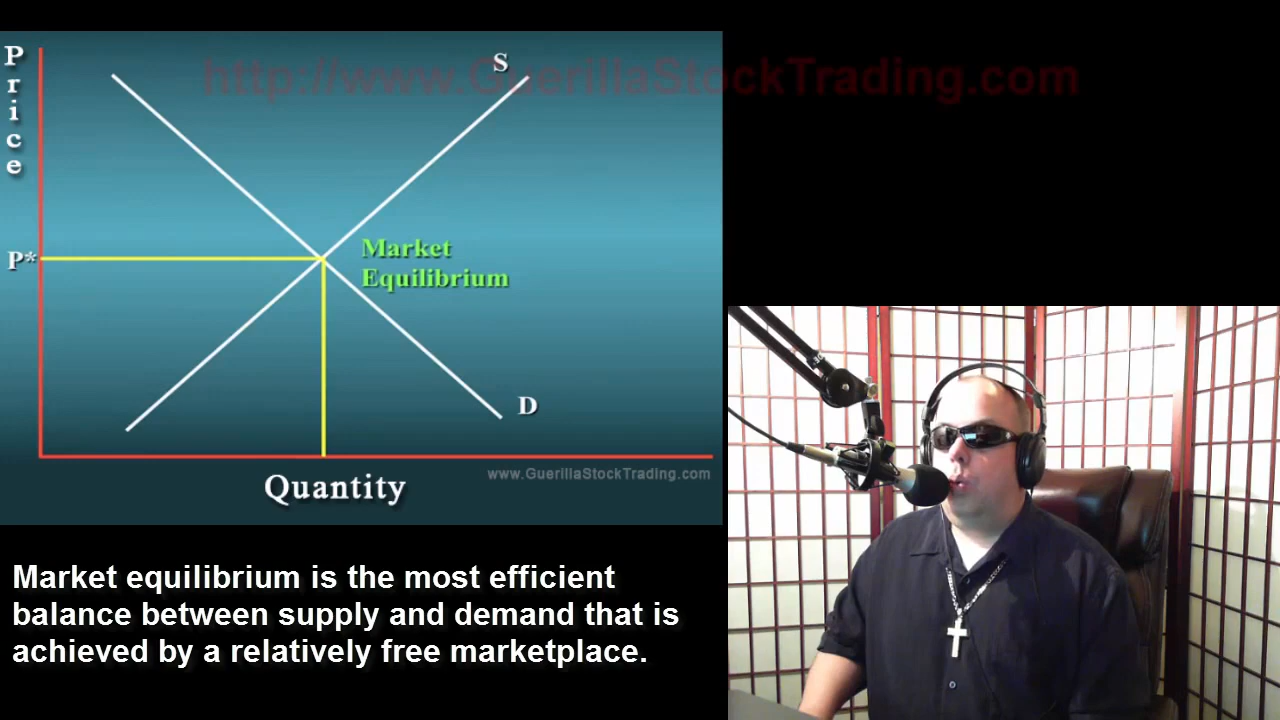 http://www.GuerillaStockTrading.com
Price
S
P*
Market
Equilibrium
D
www.GuerillaStockTrading.com
Quantity
Market equilibrium is the most efficient
balance between supply and demand that is
achieved by a relatively free marketplace.